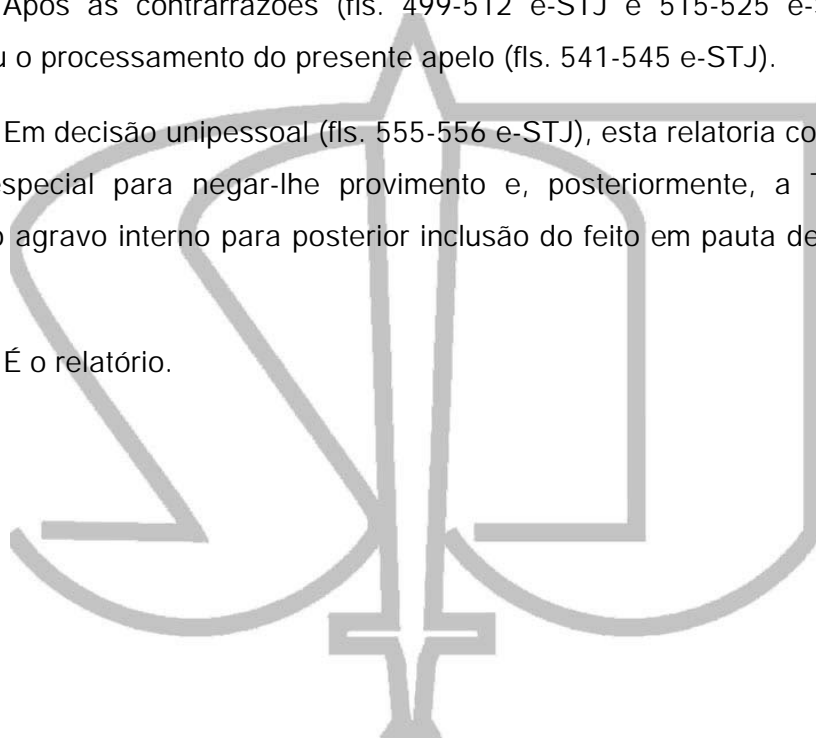 Após as contrarrazões (fls. 499-512 e-STJ e 515-525 e-
o processamento do presente apelo (fls. 541-545 e-STJ).
Em decisão unipessoal (fls. 555-556 e-STJ), esta relatoria
especial para negar-lhe provimento e, posteriormente, a
agravo interno para posterior inclusão do feito em pauta de
É o relatório.